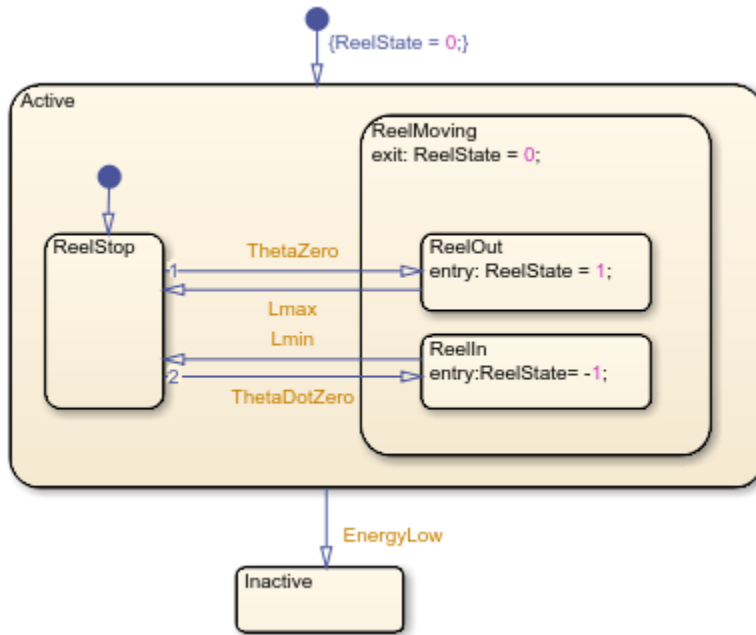 {ReelState = 0;}
Active
ReelMoving
exit: ReelState = 0;
ReelStop
ThetaZero
1
ReelOut
entry: ReelState = 1;
Lmax
Lmin
2
ReelIn
entry:ReelState= -1;
ThetaDotZero
EnergyLow
Inactive